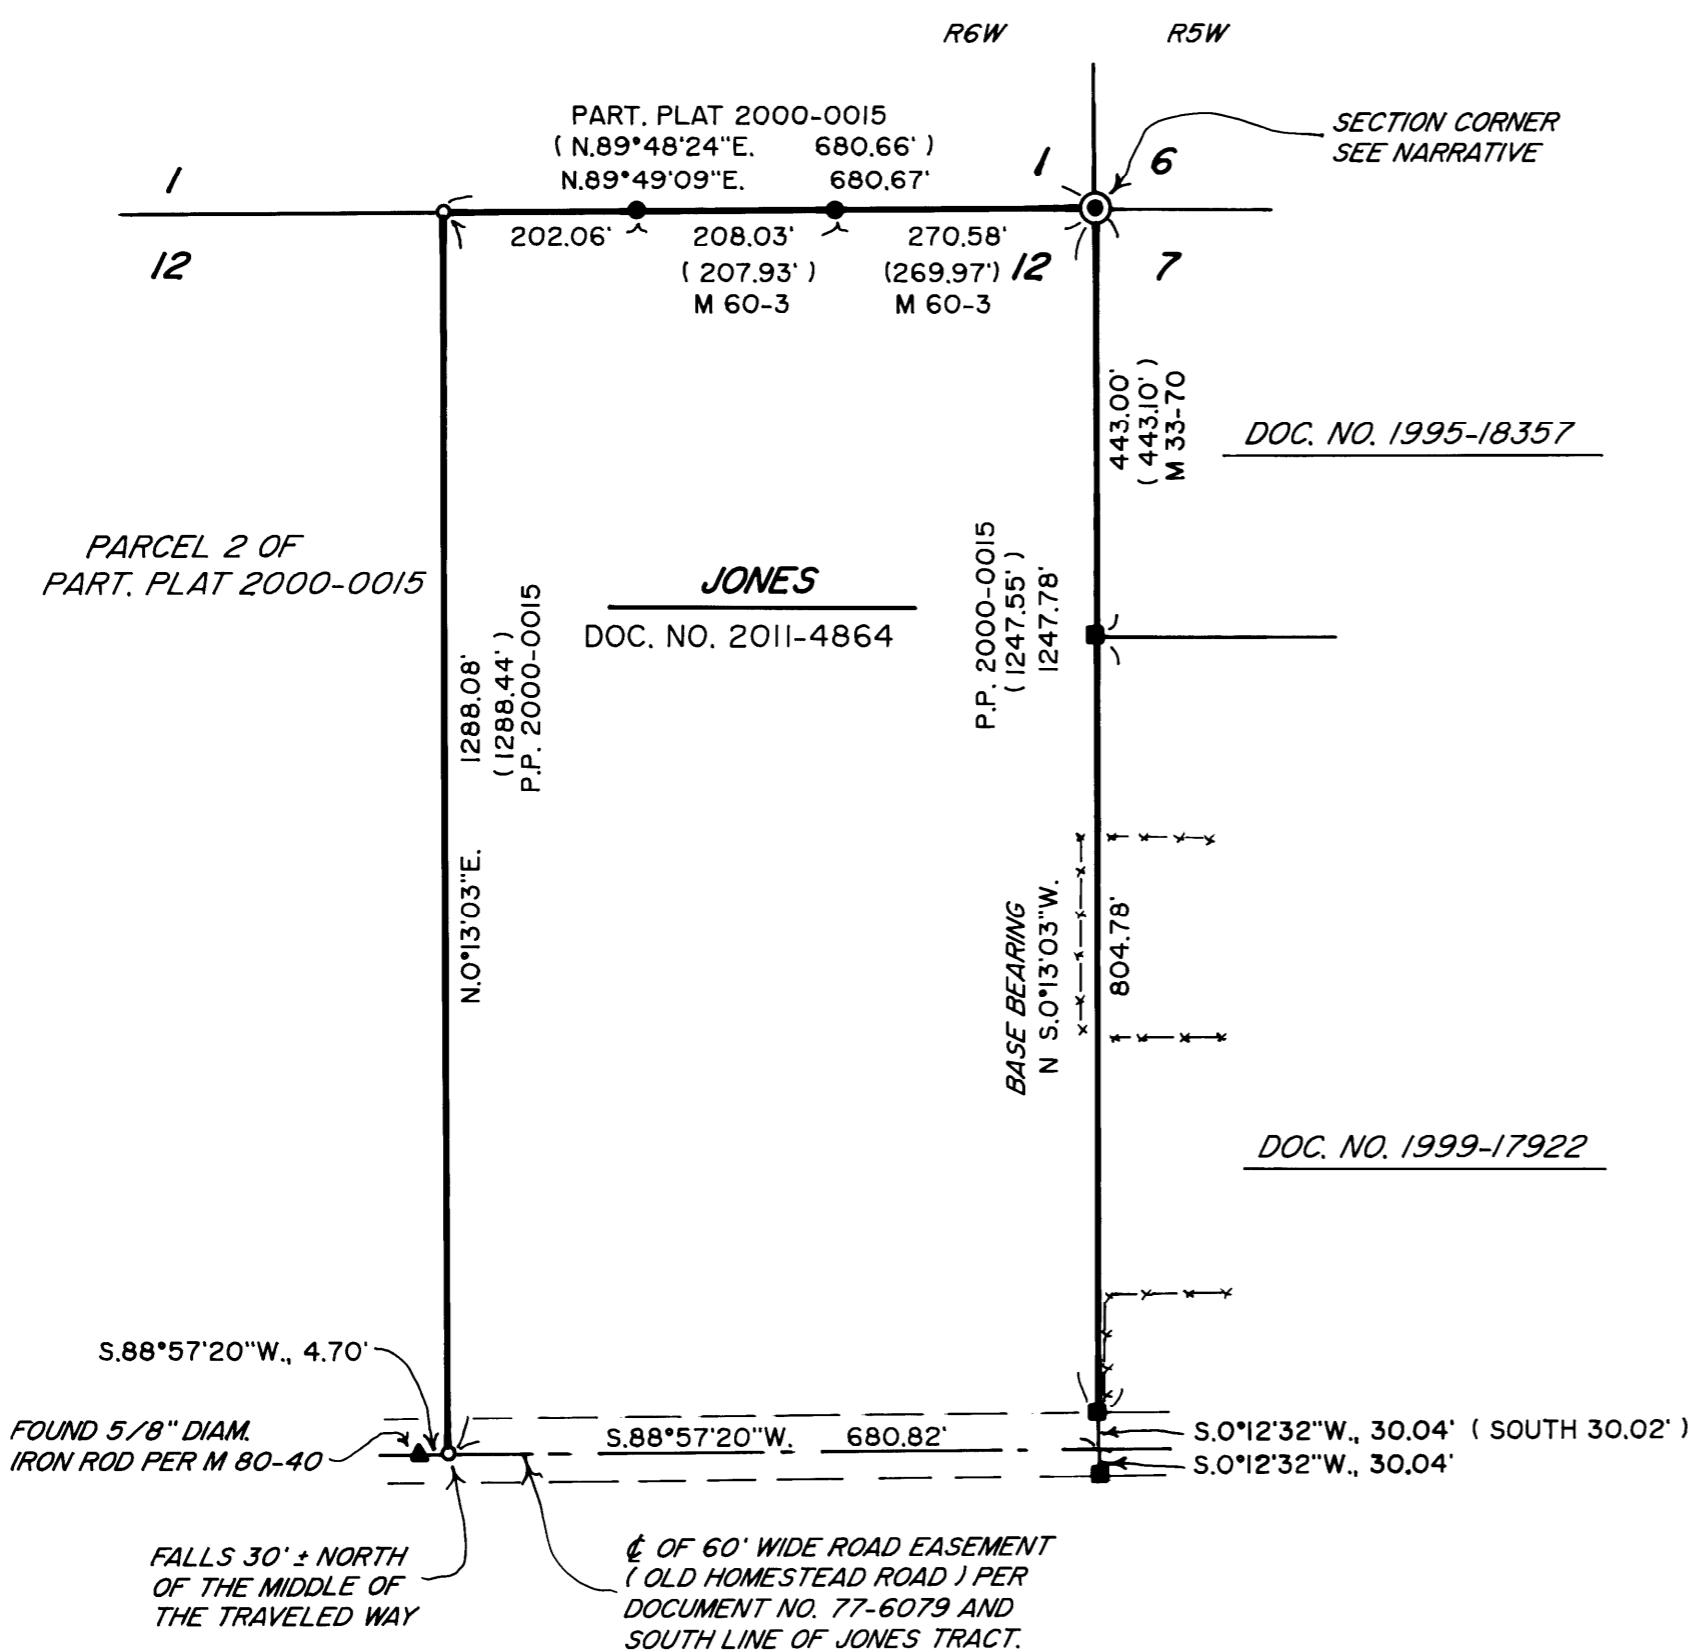 R6W R5W
PART. PLAT 2000-0015
( N.89°48'24"E. 680.66' )
N.89°49'09"E. 680.67'
SECTION CORNER
SEE NARRATIVE
1 1 6
12 12 7
202.06' 208.03' 270.58'
( 207.93' ) (269.97')
M 60-3 M 60-3
443.00'
( 443.10' )
M 33-70
DOC. NO. 1995-18357
PARCEL 2 OF
PART. PLAT 2000-0015
JONES
DOC. NO. 2011-4864
P.P. 2000-0015
( 1247.55' )
1247.78'
1288.08'
( 1288.44' )
P.P. 2000-0015
N.0°13'03"E.
BASE BEARING
N S.0°13'03"W.
804.78'
DOC. NO. 1999-17922
S.88°57'20"W., 4.70'
FOUND 5/8" DIAM.
IRON ROD PER M 80-40
S.88°57'20"W. 680.82'
S.0°12'32"W., 30.04' ( SOUTH 30.02' )
S.0°12'32"W., 30.04'
FALLS 30' ± NORTH
OF THE MIDDLE OF
THE TRAVELED WAY
℄ OF 60' WIDE ROAD EASEMENT
( OLD HOMESTEAD ROAD ) PER
DOCUMENT NO. 77-6079 AND
SOUTH LINE OF JONES TRACT.